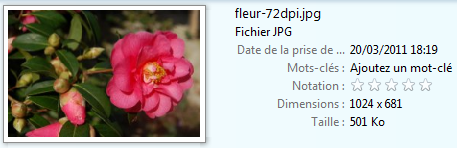 fleur-72dpi.jpg
Fichier JPG
Date de la prise de ... 20/03/2011 18:19
Mots-clés : Ajoutez un mot-clé
Notation :
Dimensions : 1024 x 681
Taille : 501 Ko